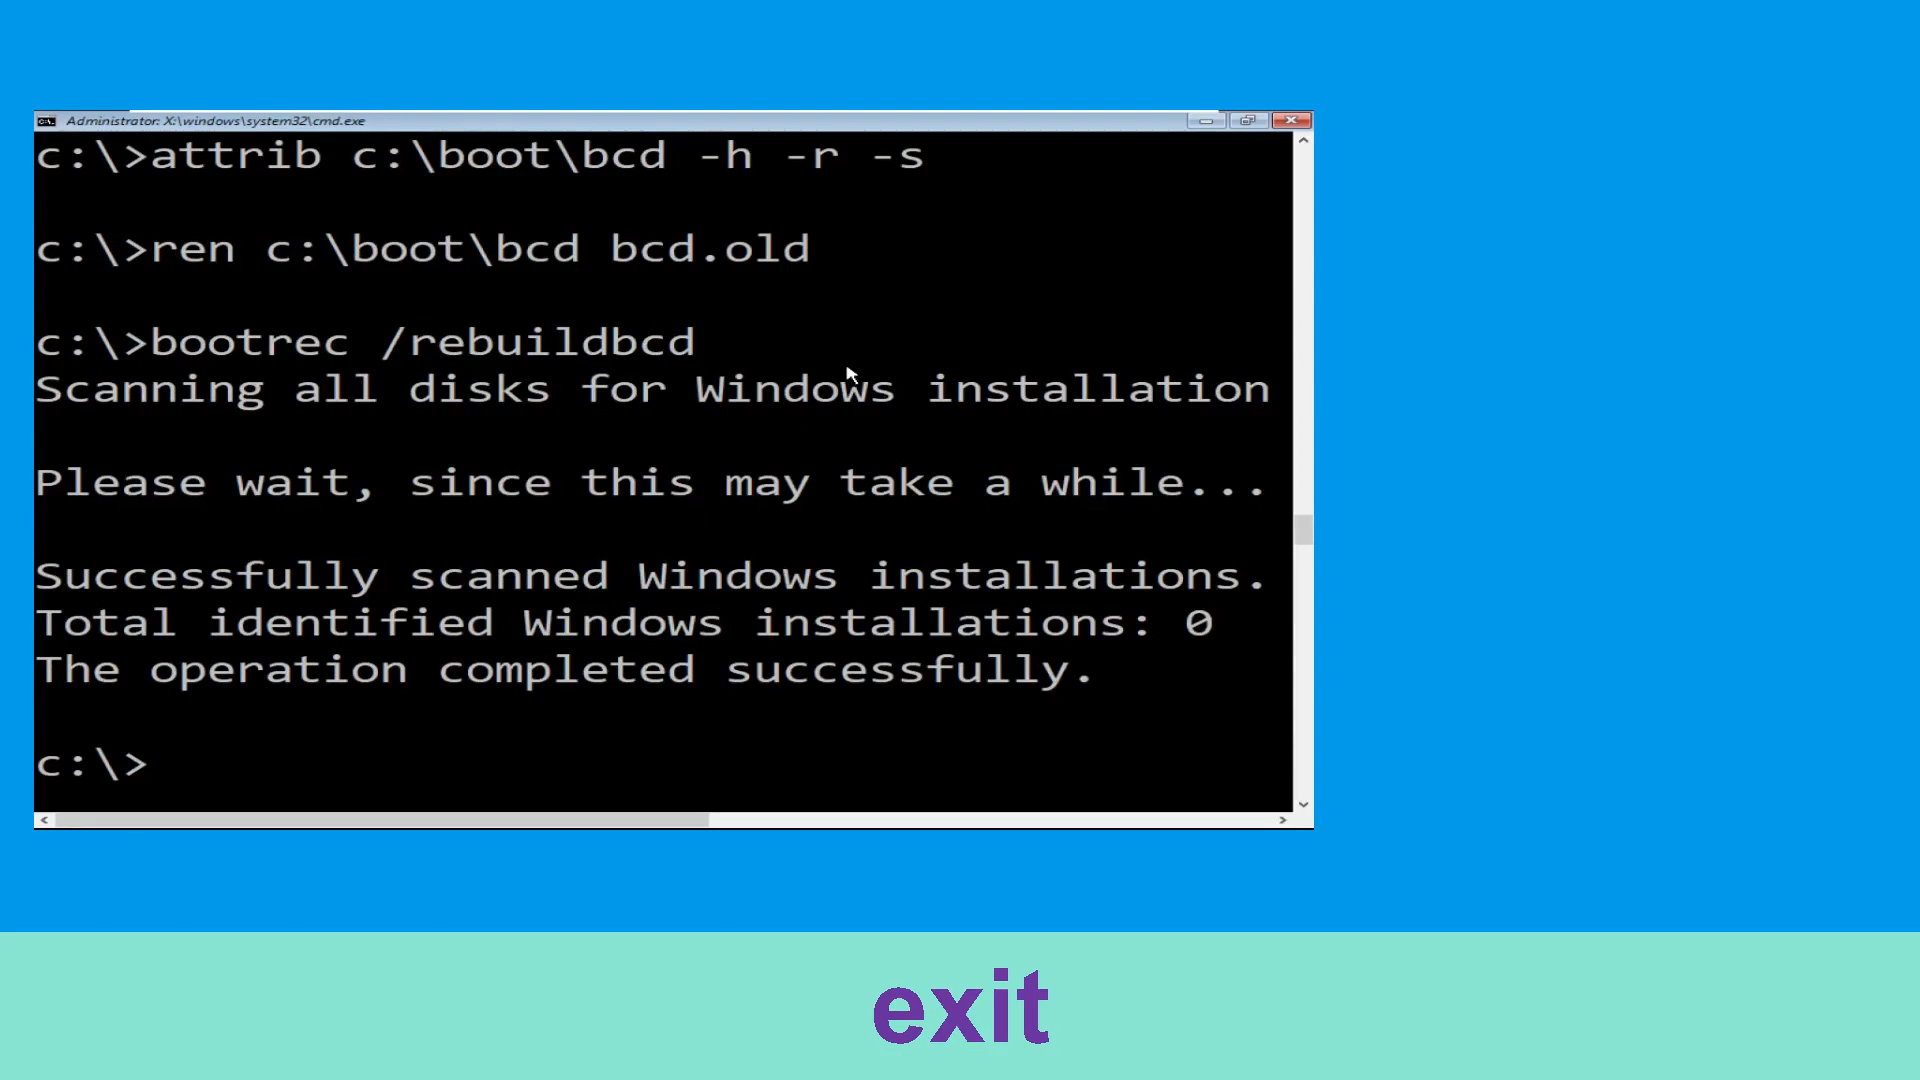 Administrator: X:\windows\system32\cmd.exe
c:\>attrib c:\boot\bcd -h -r -s
c:\>ren c:\boot\bcd bcd.old
c:\>bootrec /rebuildbcd
Scanning all disks for Windows installation
Please wait, since this may take a while...
Successfully scanned Windows installations.
Total identified Windows installations: 0
The operation completed successfully.
c:\>
exit